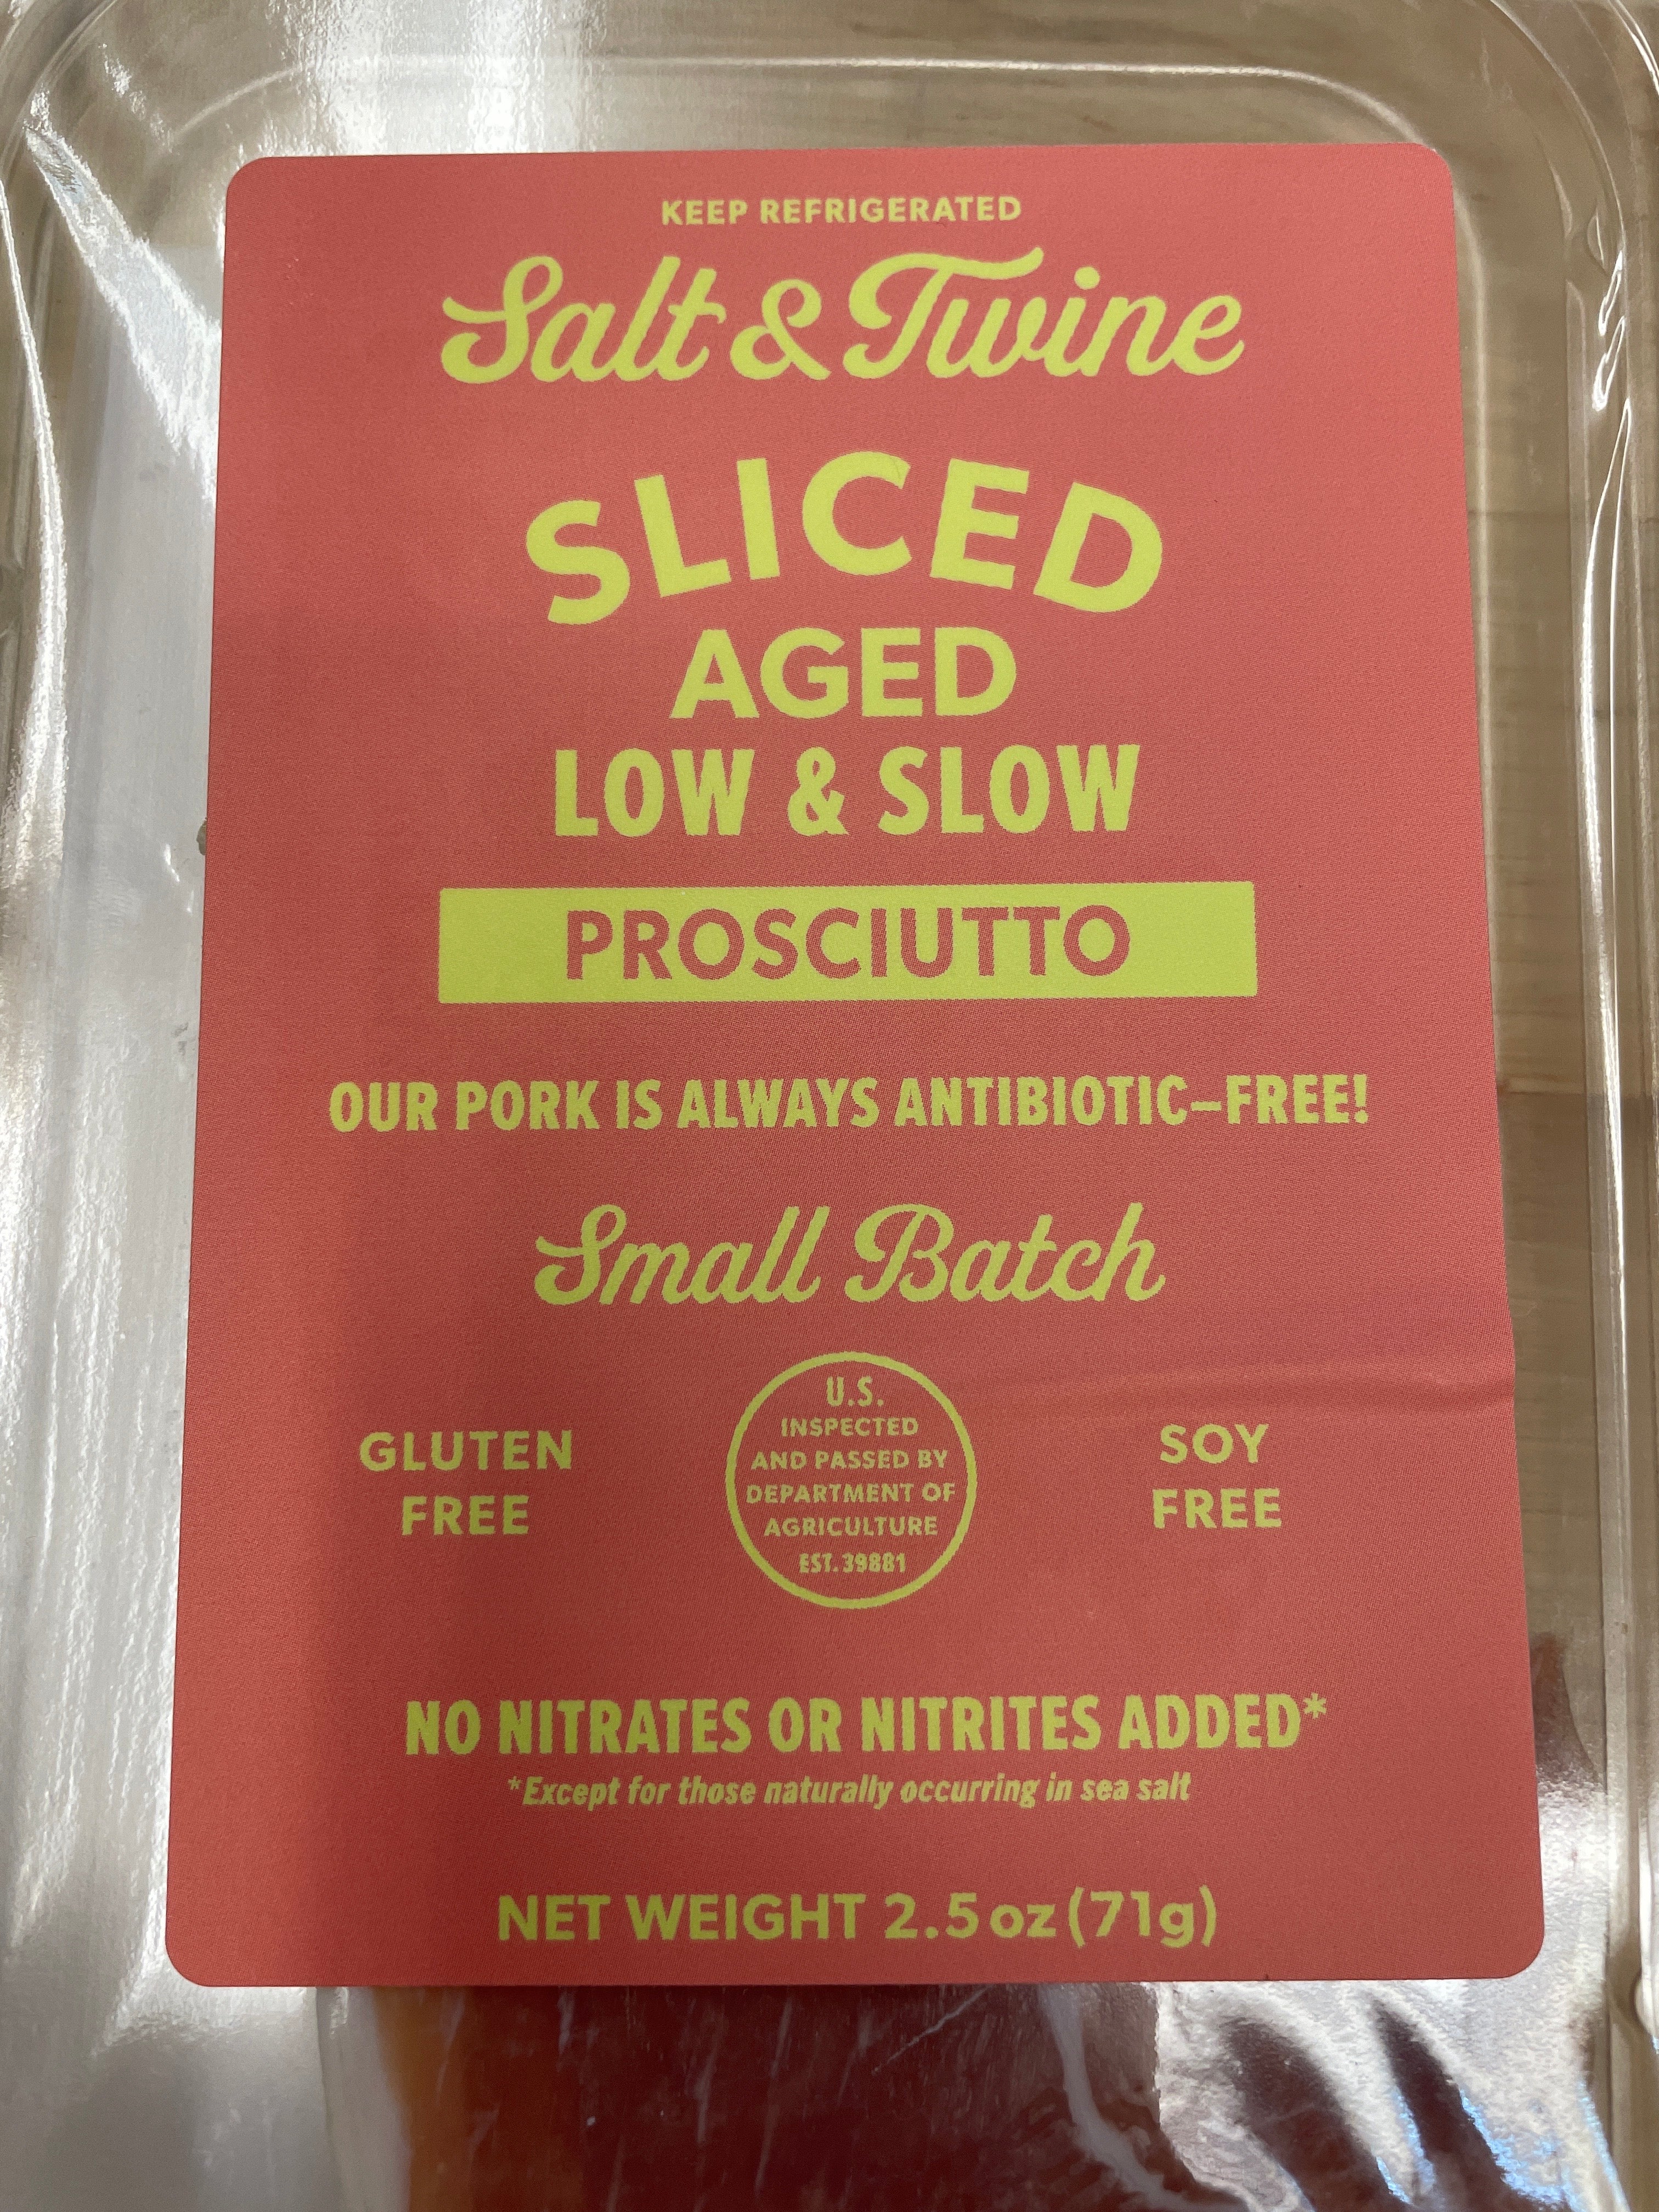 KEEP REFRIGERATED
Salt & Twine
SLICED
AGED
LOW & SLOW
PROSCIUTTO
OUR PORK IS ALWAYS ANTIBIOTIC-FREE!
Small Batch
GLUTEN
FREE
U.S.
INSPECTED
AND PASSED BY
DEPARTMENT OF
AGRICULTURE
EST. 39881
SOY
FREE
NO NITRATES OR NITRITES ADDED*
*Except for those naturally occurring in sea salt
NET WEIGHT 2.5 oz (71g)